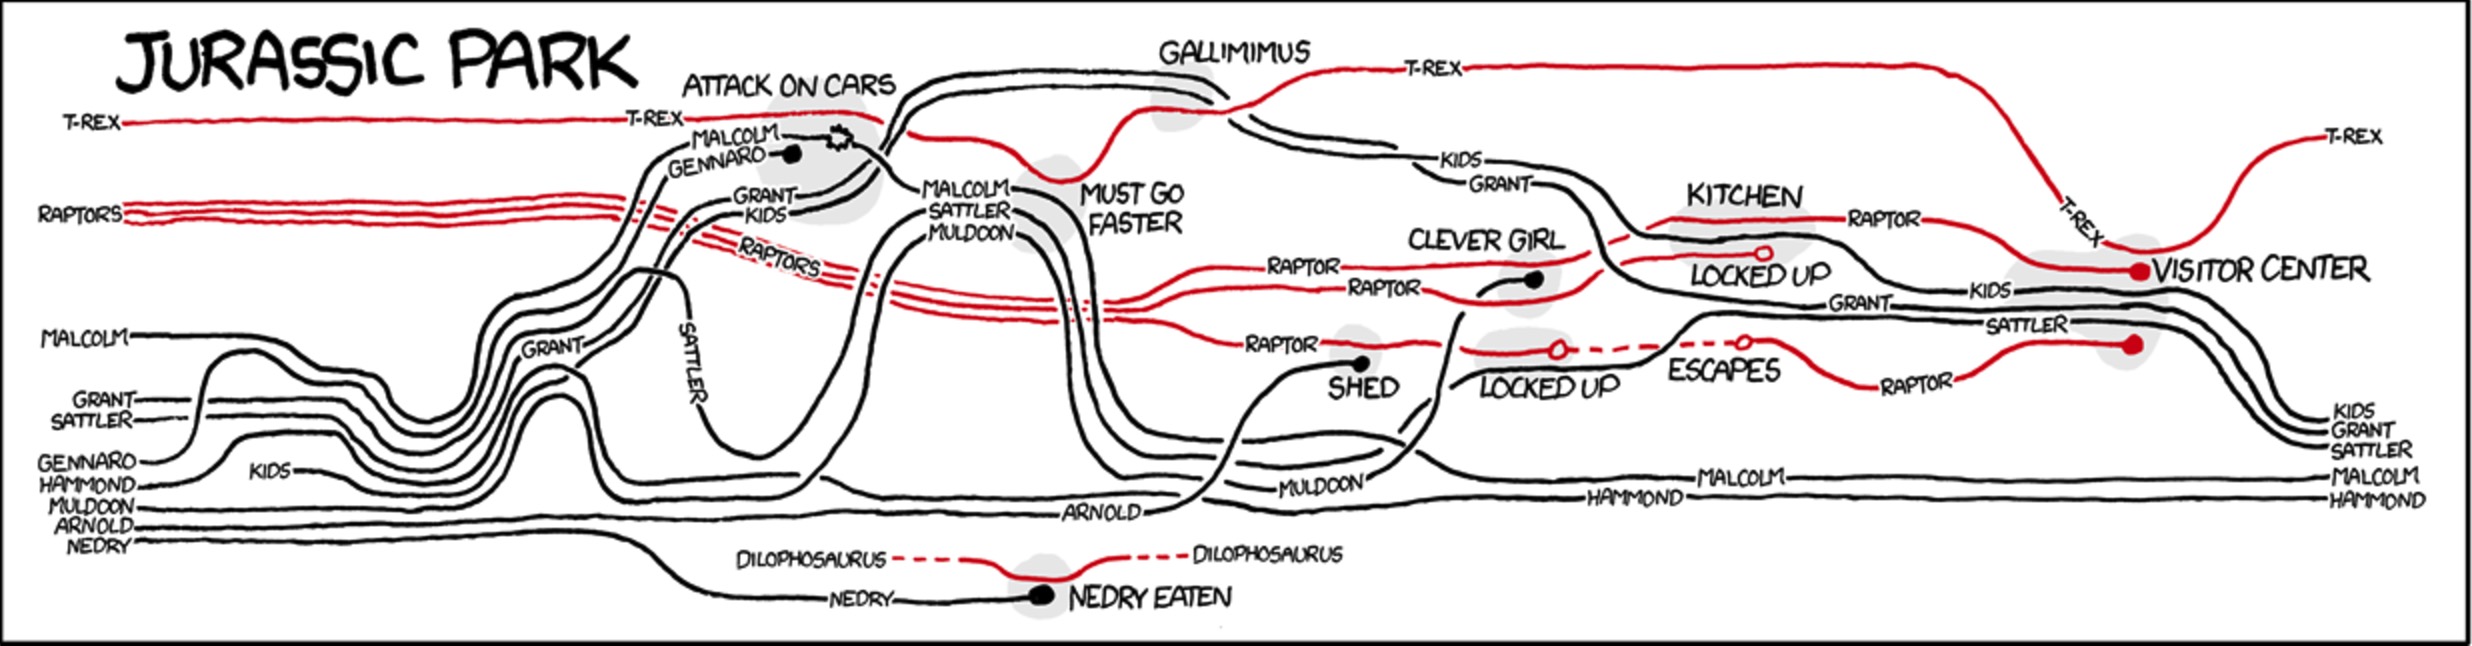 JURASSIC PARK
GALLIMIMUS
T-REX
ATTACK ON CARS
T-REX
T-REX
MALCOLM
T-REX
GENNARO
KIDS
GRANT
MALCOLM
MUST GO
FASTER
GRANT
KIDS
SATTLER
MULDOON
KITCHEN
RAPTOR
T-REX
RAPTORS
RAPTORS
CLEVER GIRL
RAPTOR
RAPTOR
LOCKED UP
VISITOR CENTER
KIDS
GRANT
SATTLER
MALCOLM
GRANT
SATTLER
RAPTOR
SHED
LOCKED UP
ESCAPES
RAPTOR
GRANT
SATTLER
GENNARO
HAMMOND
KIDS
MULDOON
ARNOLD
NEDRY
KIDS
GRANT
SATTLER
MALCOLM
MALCOLM
HAMMOND
HAMMOND
MULDOON
ARNOLD
DILOPHOSAURUS
DILOPHOSAURUS
NEDRY
NEDRY EATEN